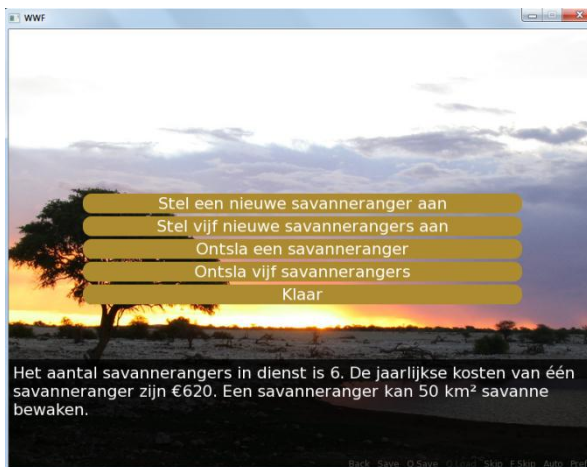 WWF
Stel een nieuwe savanneranger aan
Stel vijf nieuwe savannerangers aan
Ontsla een savanneranger
Ontsla vijf savannerangers
Klaar
Het aantal savannerangers in dienst is 6. De jaarlijkse kosten van één
savanneranger zijn €620. Een savanneranger kan 50 km² savanne
bewaken.
Back Save Q.Save Q.Load Skip F.Skip Auto Pref